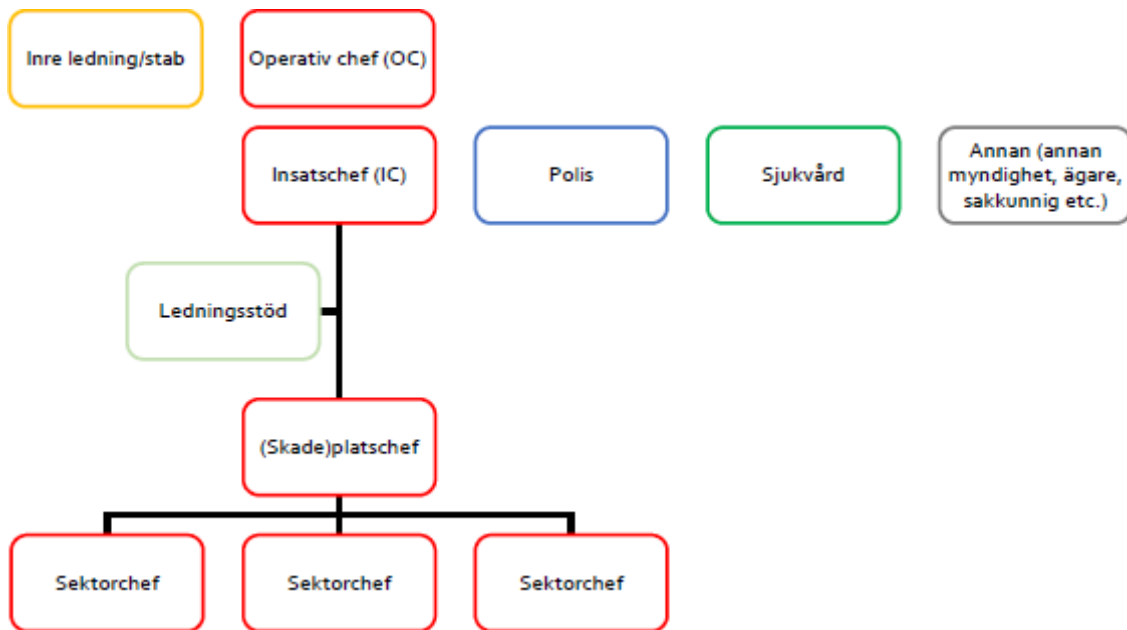 Inre ledning/stab
Operativ chef (OC)
Insatschef (IC)
Polis
Sjukvård
Annan (annan
myndighet, ägare,
sakkunnig etc.)
Ledningsstöd
(Skade)platschef
Sektorchef
Sektorchef
Sektorchef